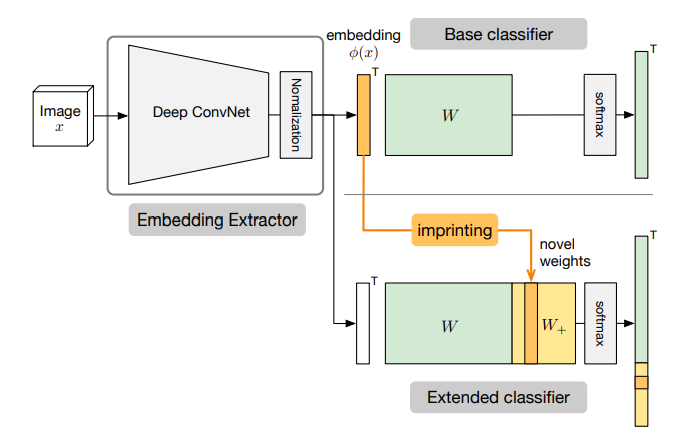 embedding
ϕ(x)
Base classifier
Image
x
Deep ConvNet
Nomalization
T
W
softmax
T
Embedding Extractor
imprinting
novel
weights
T
W
W₊
softmax
T
Extended classifier